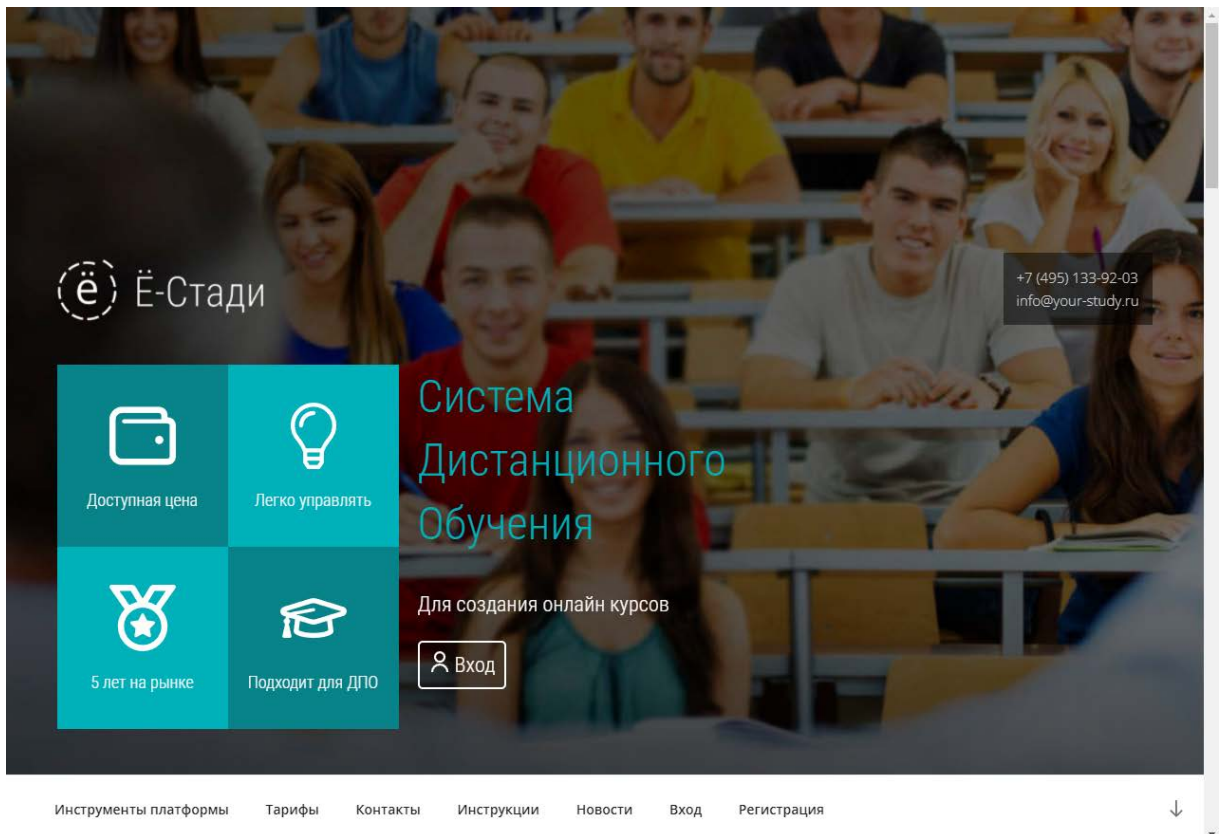 ё Ё-Стади
+7 (495) 133-92-03
info@your-study.ru
Доступная цена
Легко управлять
5 лет на рынке
Подходит для ДПО
Система
Дистанционного
Обучения
Для создания онлайн курсов
Вход
Инструменты платформы Тарифы Контакты Инструкции Новости Вход Регистрация